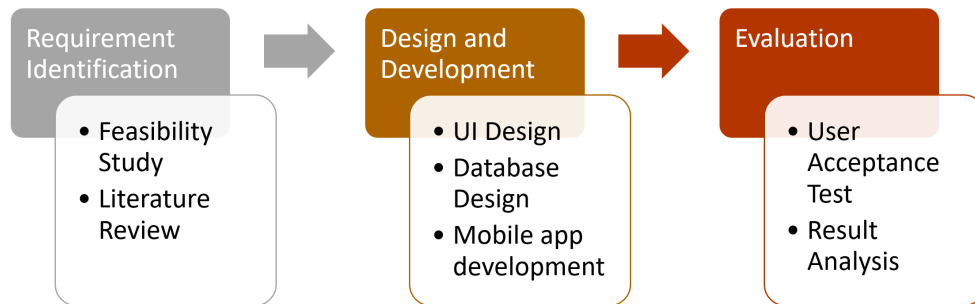 Requirement
Identification
• Feasibility
Study
• Literature
Review
Design and
Development
• UI Design
• Database
Design
• Mobile app
development
Evaluation
• User
Acceptance
Test
• Result
Analysis